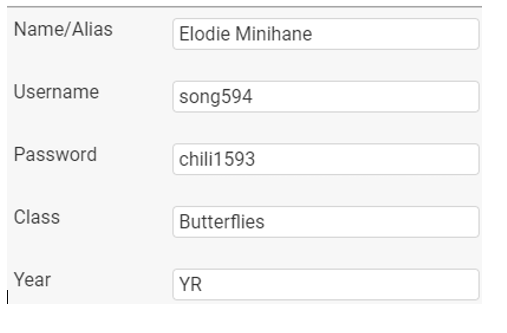 Name/Alias Elodie Minihane
Username song594
Password chili1593
Class Butterflies
Year YR